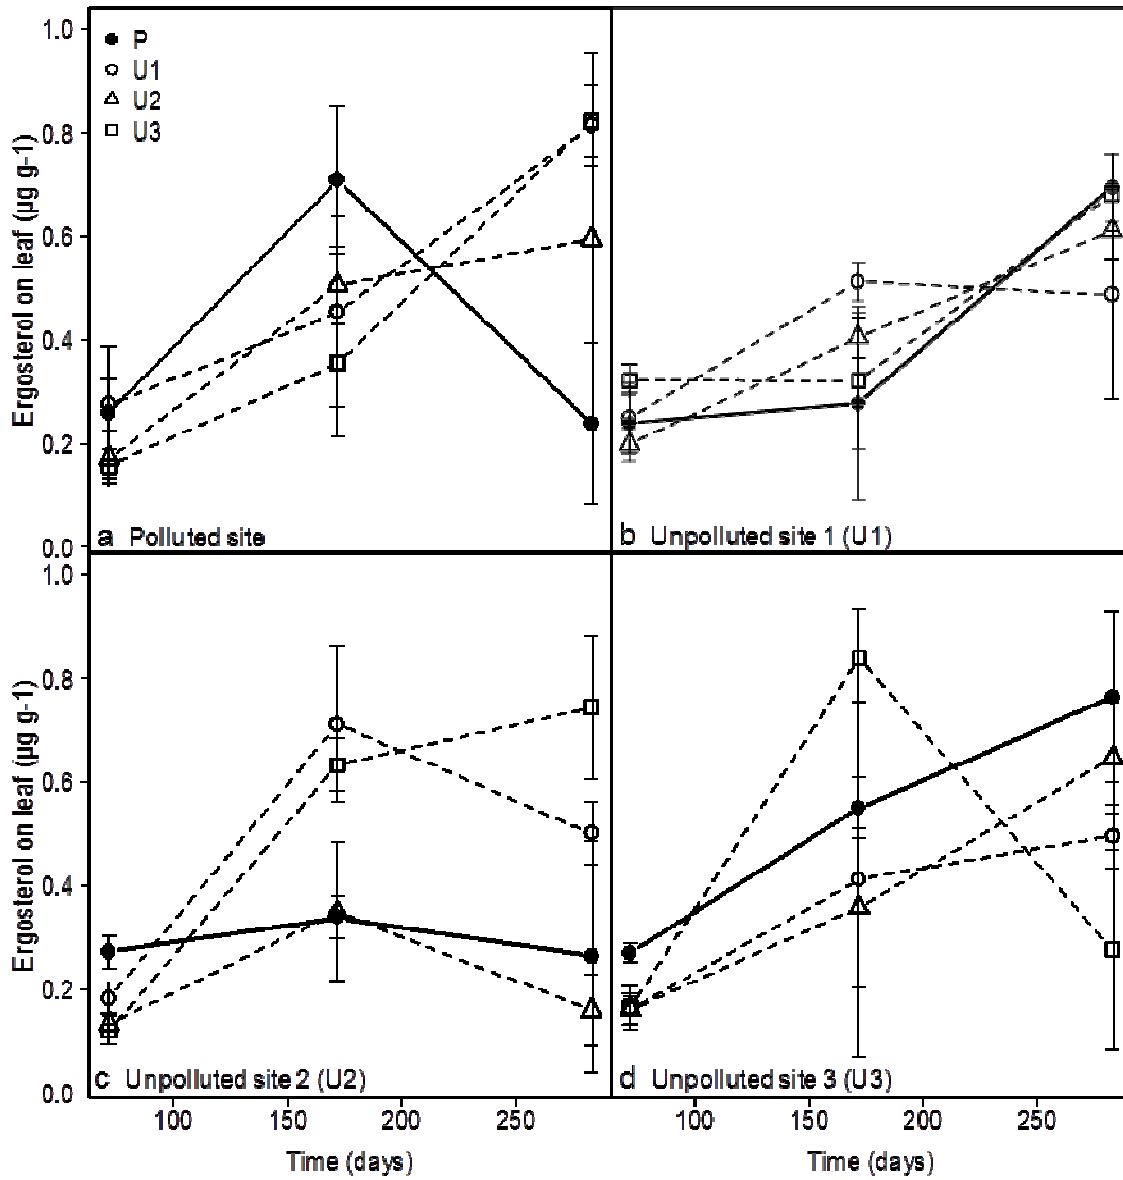 1.0
0.8
0.6
0.4
0.2
0.0
Ergosterol on leaf (µg g-1)
P
U1
U2
U3
a Polluted site
b Unpolluted site 1 (U1)
1.0
0.8
0.6
0.4
0.2
0.0
Ergosterol on leaf (µg g-1)
c Unpolluted site 2 (U2)
d Unpolluted site 3 (U3)
100 150 200 250
100 150 200 250
Time (days)
Time (days)